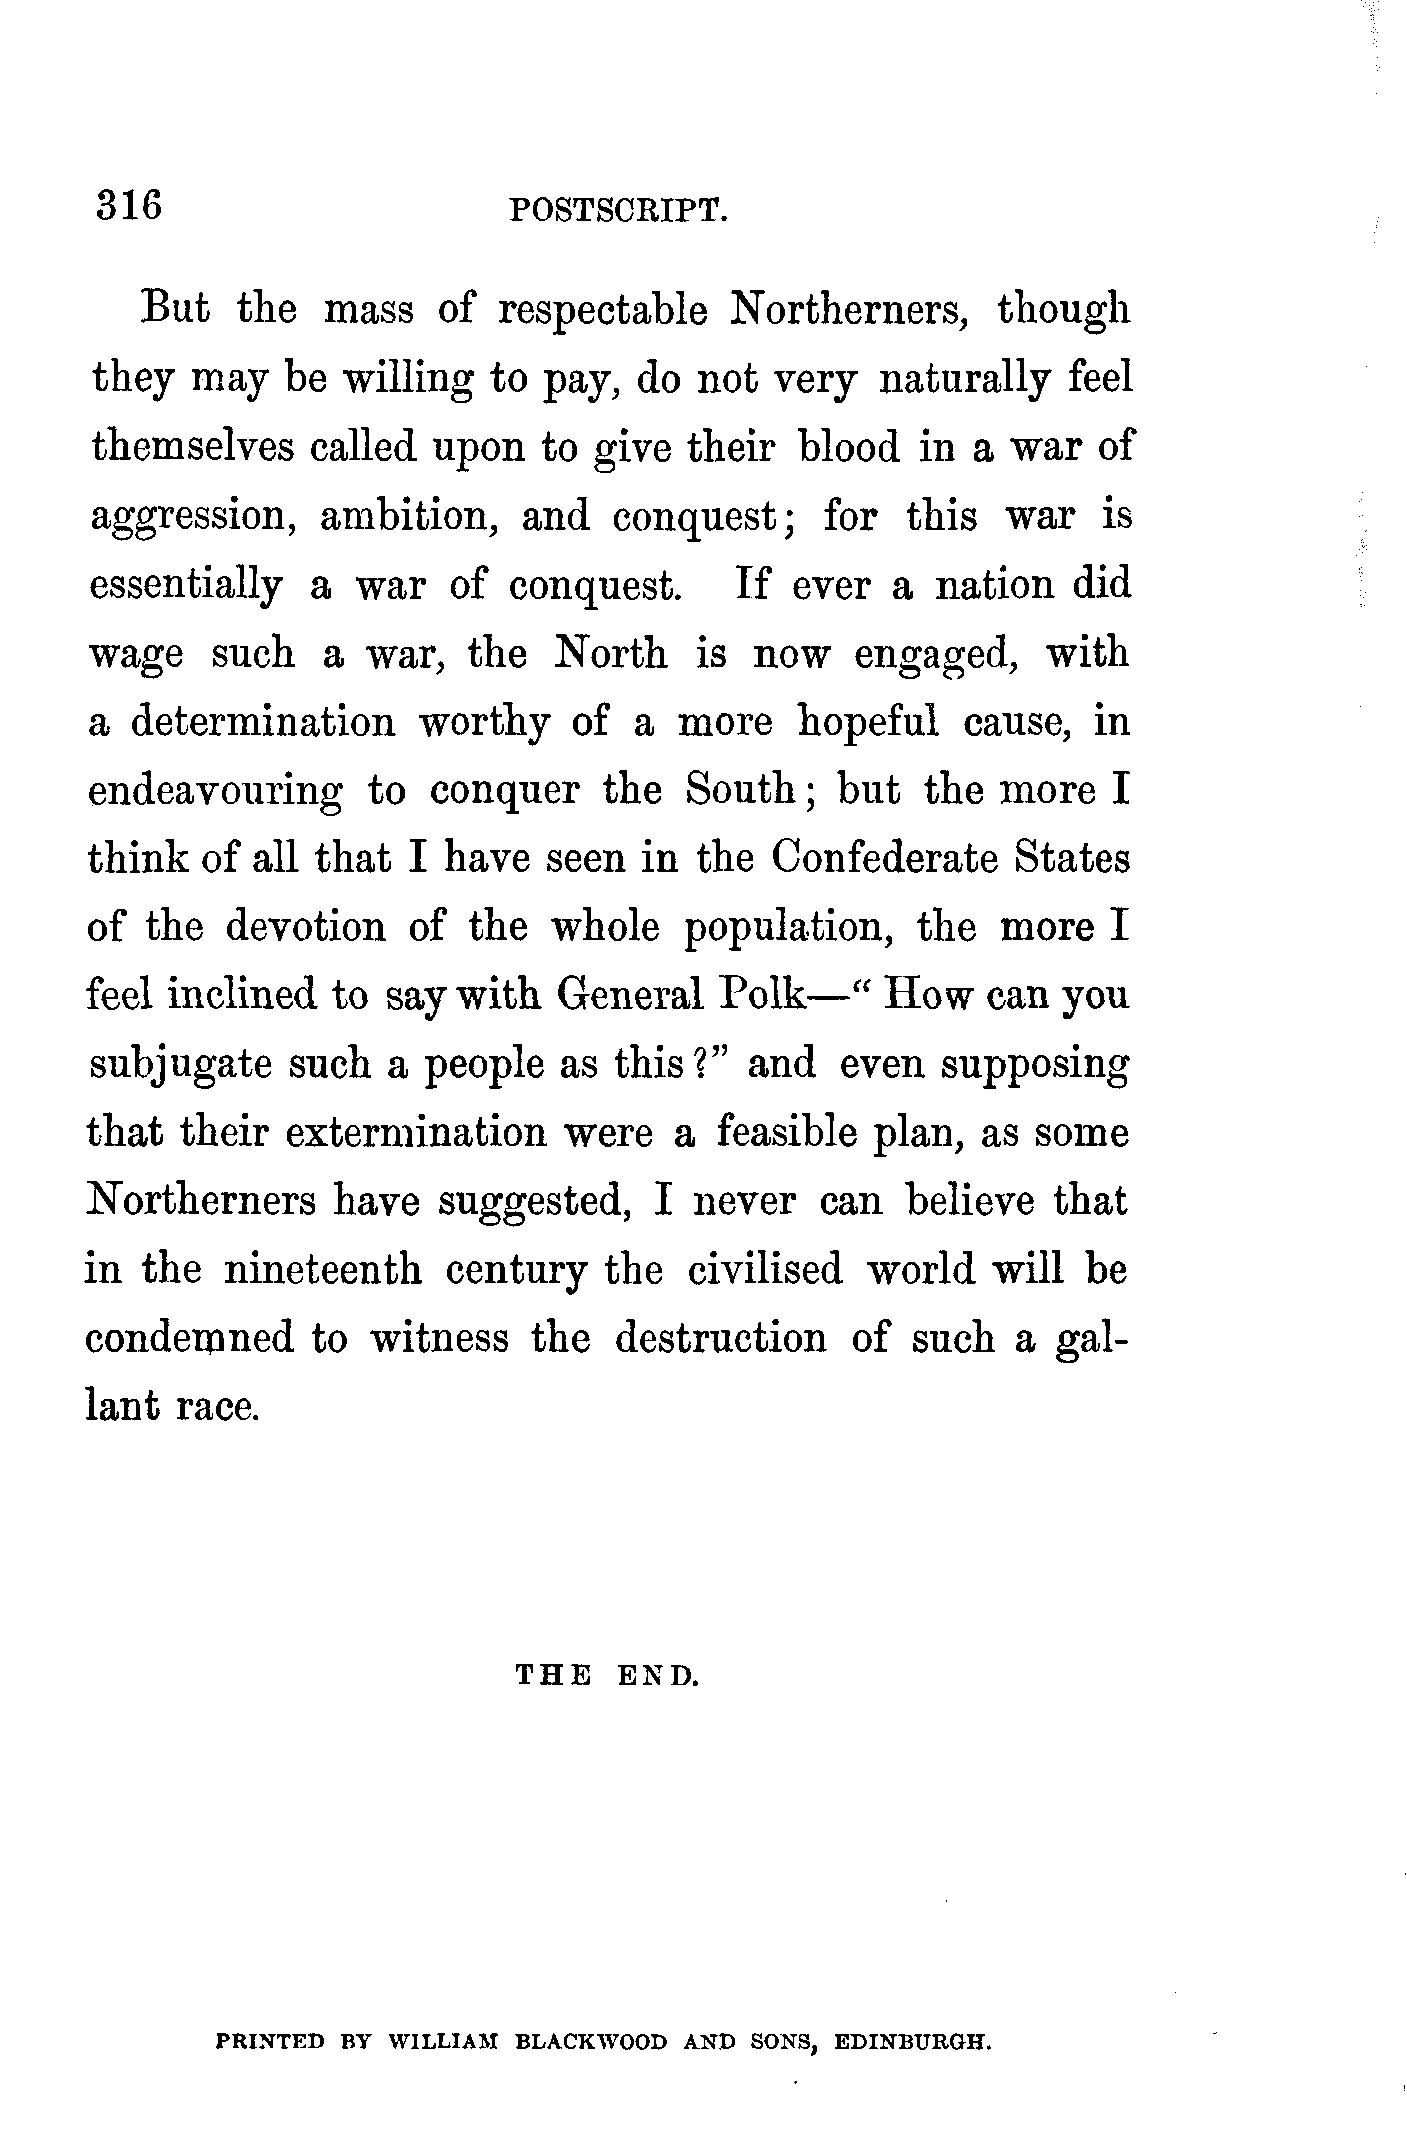 316 POSTSCRIPT.
But the mass of respectable Northerners, though
they may be willing to pay, do not very naturally feel
themselves called upon to give their blood in a war of
aggression, ambition, and conquest; for this war is
essentially a war of conquest. If ever a nation did
wage such a war, the North is now engaged, with
a determination worthy of a more hopeful cause, in
endeavouring to conquer the South; but the more I
think of all that I have seen in the Confederate States
of the devotion of the whole population, the more I
feel inclined to say with General Polk—“How can you
subjugate such a people as this?” and even supposing
that their extermination were a feasible plan, as some
Northerners have suggested, I never can believe that
in the nineteenth century the civilised world will be
condemned to witness the destruction of such a gal-
lant race.
THE END.
PRINTED BY WILLIAM BLACKWOOD AND SONS, EDINBURGH.